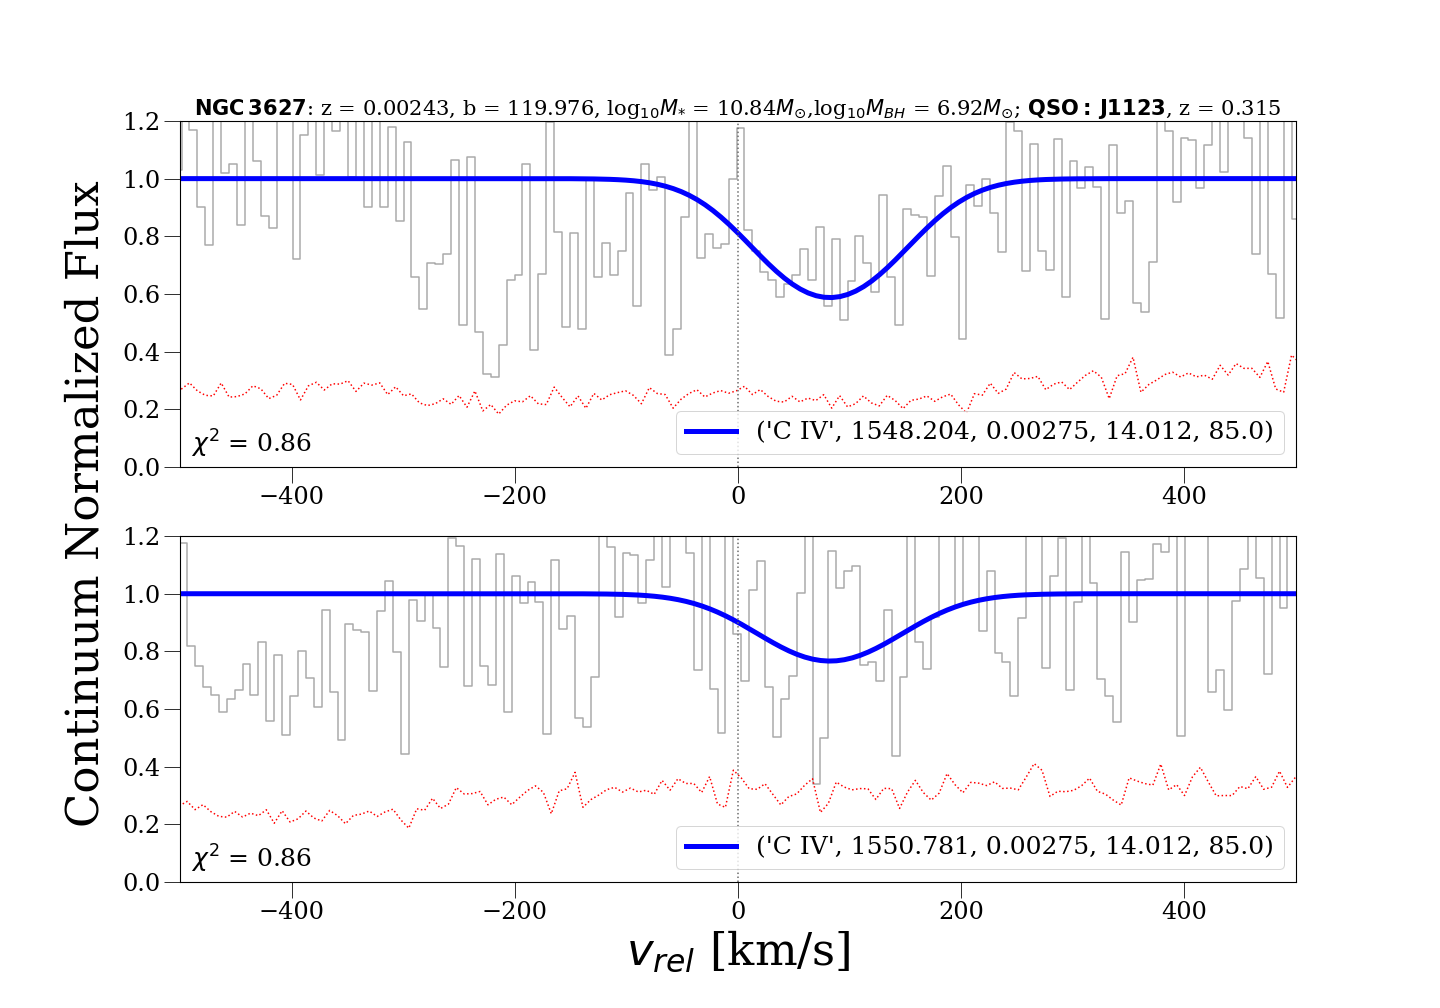 NGC 3627: z = 0.00243, b = 119.976, log₁₀M* = 10.84M⊙,log₁₀M_BH = 6.92M⊙; QSO : J1123, z = 0.315
Continuum Normalized Flux
1.2
1.0
0.8
0.6
0.4
0.2
0.0
χ² = 0.86
('C IV', 1548.204, 0.00275, 14.012, 85.0)
−400 −200 0 200 400
1.2
1.0
0.8
0.6
0.4
0.2
0.0
χ² = 0.86
('C IV', 1550.781, 0.00275, 14.012, 85.0)
−400 −200 0 200 400
v_rel [km/s]